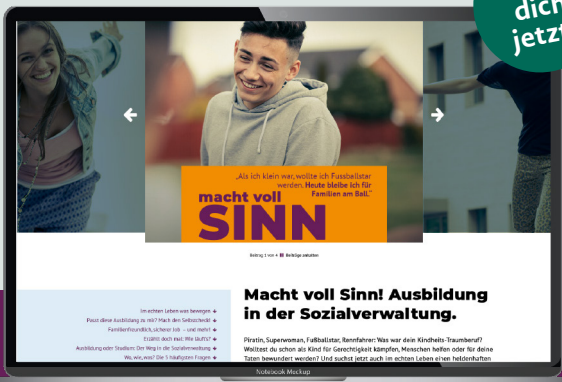 dich
jetzt
„Als ich klein war, wollte ich Fussballstar
werden. Heute bleibe ich für
Familien am Ball.“
macht voll
SINN
Beitrag 1 von 4 Beiträge anhalten
Im echten Leben was bewegen
Passt diese Ausbildung zu mir? Mach den Selbstcheck!
Familienfreundlich, sicherer Job – und mehr!
Erzähl doch mal: Wie läuft's?
Ausbildung oder Studium: Der Weg in die Sozialverwaltung
Wo, wie, was? Die 5 häufigsten Fragen
Macht voll Sinn! Ausbildung
in der Sozialverwaltung.
Piratin, Superwoman, Fußballstar, Rennfahrer: Was war dein Kindheits-Traumberuf?
Wolltest du schon als Kind für Gerechtigkeit kämpfen, Menschen helfen oder für deine
Taten bewundert werden? Und suchst jetzt auch im echten Leben einen heldenhaften
Notebook Mockup